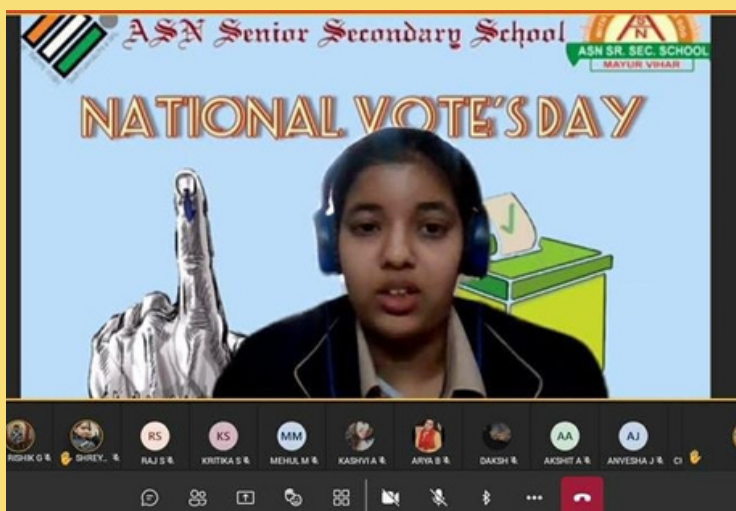 ASN Senior Secondary School
ASN SR. SEC. SCHOOL
MAYUR VIHAR
NATIONAL VOTE'S DAY
RISHIK G
SHREY...
RAJ S
KRITIKA S
MEHUL M
KASHVI A
ARYA B
DAKSH
AKSHIT A
ANVESHA J
RS
KS
MM
AA
AJ